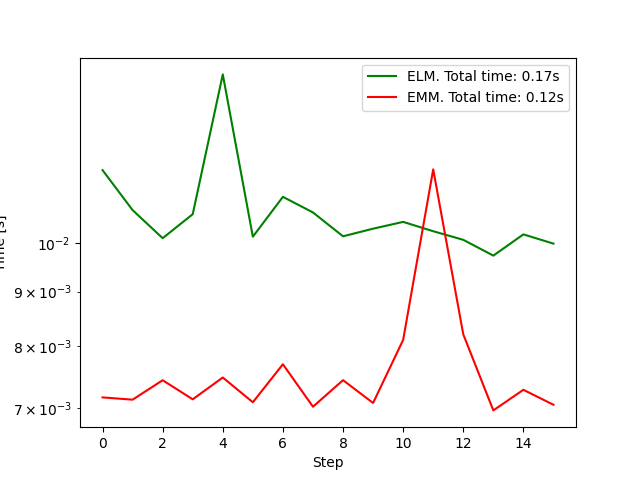 ELM. Total time: 0.17s
EMM. Total time: 0.12s
Time [s]
10⁻²
9 × 10⁻³
8 × 10⁻³
7 × 10⁻³
0 2 4 6 8 10 12 14
Step